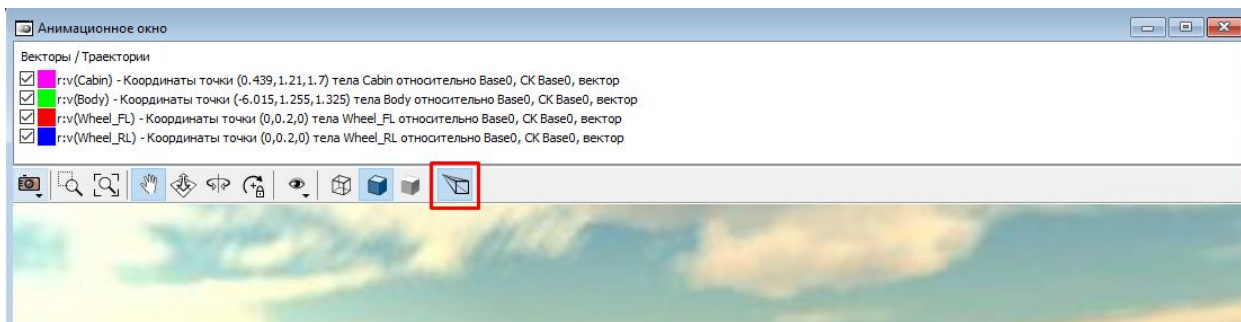 Анимационное окно
Векторы / Траектории
r:v(Cabin) - Координаты точки (0.439,1.21,1.7) тела Cabin относительно Base0, СК Base0, вектор
r:v(Body) - Координаты точки (-6.015,1.255,1.325) тела Body относительно Base0, СК Base0, вектор
r:v(Wheel_FL) - Координаты точки (0,0.2,0) тела Wheel_FL относительно Base0, СК Base0, вектор
r:v(Wheel_RL) - Координаты точки (0,0.2,0) тела Wheel_RL относительно Base0, СК Base0, вектор